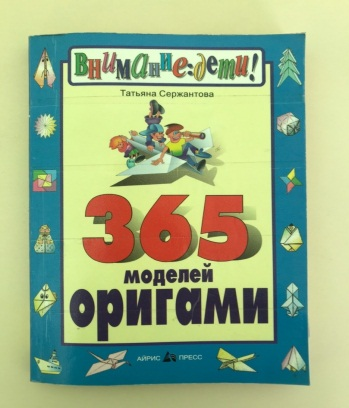 Внимание: дети!
Татьяна Сержантова
365
моделей
оригами
АЙРИС ПРЕСС